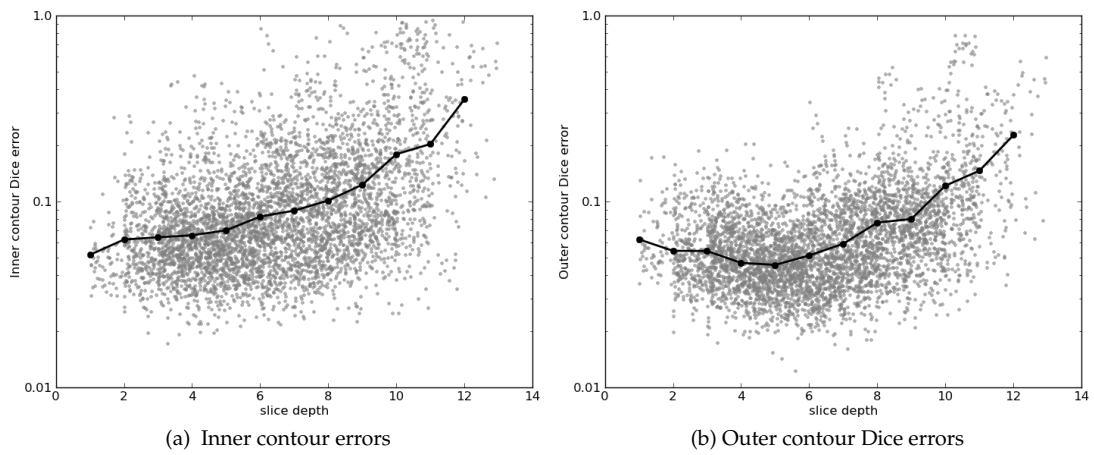 1.0
0.1
0.01
Inner contour Dice error
0 2 4 6 8 10 12 14
slice depth
(a) Inner contour errors
1.0
0.1
0.01
Outer contour Dice error
0 2 4 6 8 10 12 14
slice depth
(b) Outer contour Dice errors